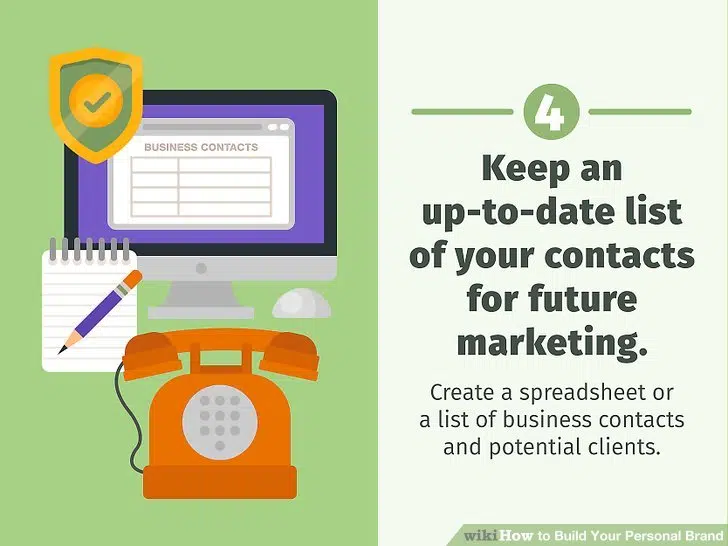 BUSINESS CONTACTS
4
Keep an
up-to-date list
of your contacts
for future
marketing.
Create a spreadsheet or
a list of business contacts
and potential clients.
wikiHow to Build Your Personal Brand